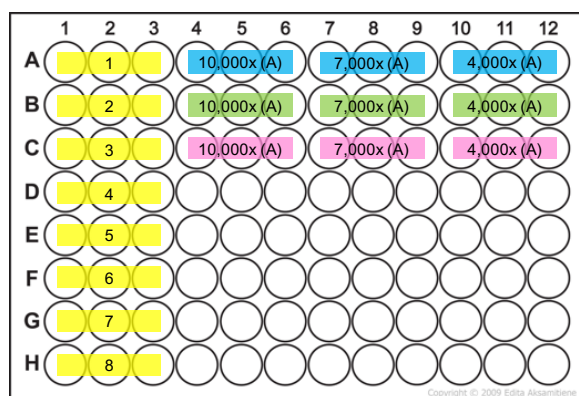 1 2 3 4 5 6 7 8 9 10 11 12
A 1 10,000x (A) 7,000x (A) 4,000x (A)
B 2 10,000x (A) 7,000x (A) 4,000x (A)
C 3 10,000x (A) 7,000x (A) 4,000x (A)
D 4
E 5
F 6
G 7
H 8
Copyright © 2009 Edita Aksamitiene